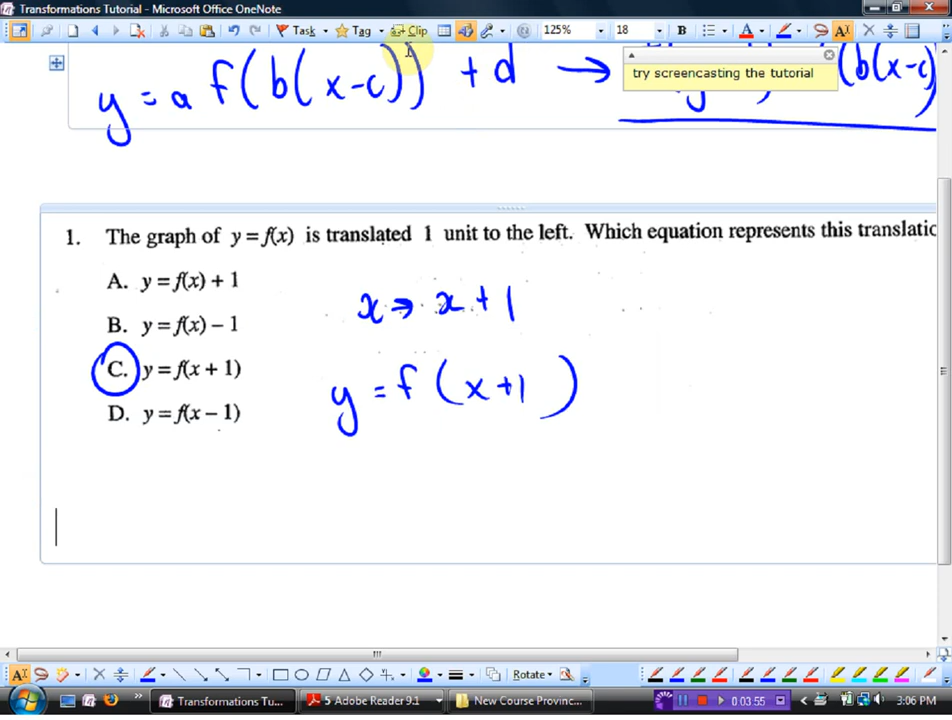 Transformations Tutorial - Microsoft Office OneNote
Task Tag Clip 125% 18 B A A
try screencasting the tutorial
y = a f(b(x-c)) + d → (b(x-c)
1. The graph of y = f(x) is translated 1 unit to the left. Which equation represents this translatio
A. y = f(x) + 1
x → x + 1
B. y = f(x) − 1
C. y = f(x + 1)
y = f(x+1)
D. y = f(x − 1)
A Rotate
Transformations Tu... 5 Adobe Reader 9.1 New Course Provinc... 03:55 3:06 PM